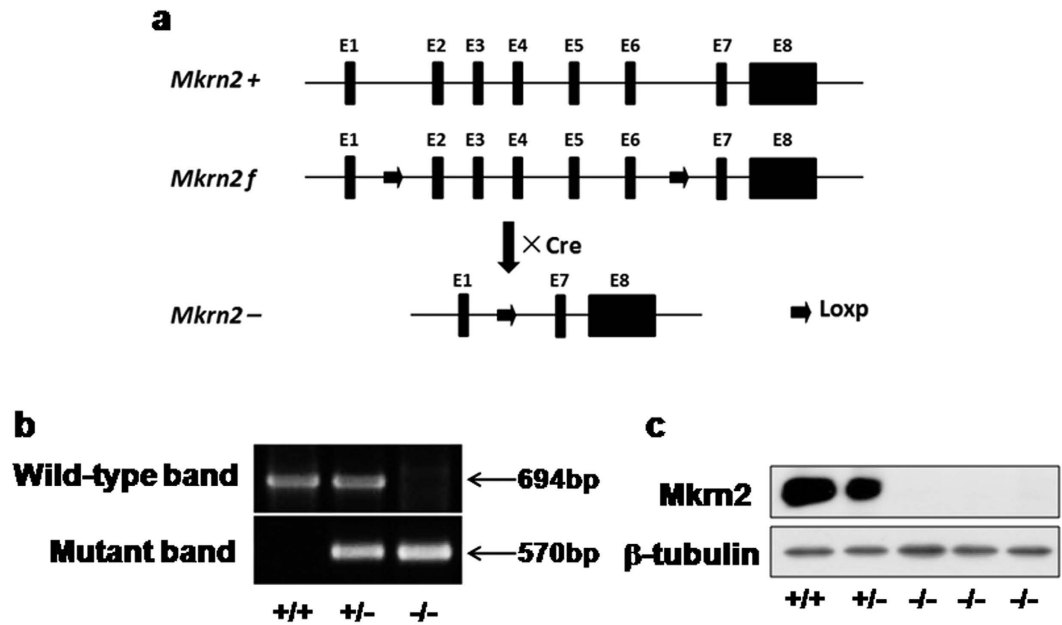 a
E1 E2 E3 E4 E5 E6 E7 E8
Mkrn2 +
E1 E2 E3 E4 E5 E6 E7 E8
Mkrn2 f
×Cre
E1 E7 E8
Mkrn2 –
Loxp
b
Wild-type band
694bp
Mutant band
570bp
+/+ +/- -/-
c
Mkrn2
β-tubulin
+/+ +/- -/- -/- -/-